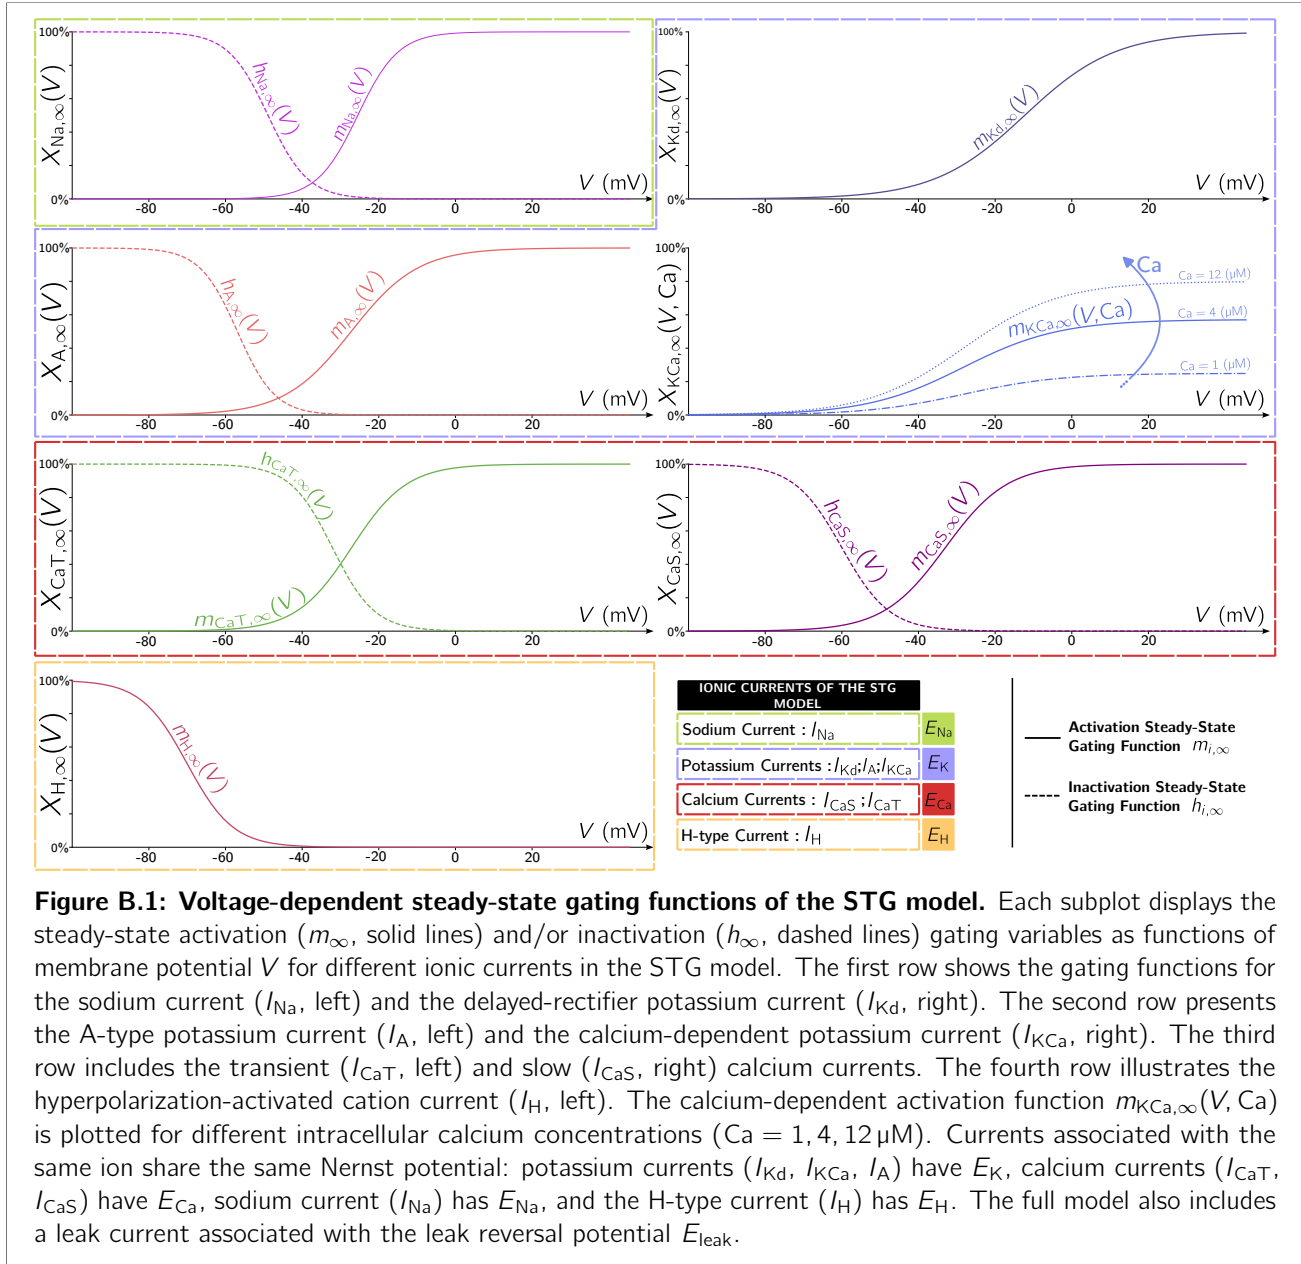 100%
X_Na,∞(V)
h_Na,∞(V)
m_Na,∞(V)
V (mV)
0%
-80 -60 -40 -20 0 20
100%
X_Kd,∞(V)
m_Kd,∞(V)
V (mV)
0%
-80 -60 -40 -20 0 20
100%
X_A,∞(V)
h_A,∞(V)
m_A,∞(V)
V (mV)
0%
-80 -60 -40 -20 0 20
100%
X_KCa,∞(V, Ca)
Ca
Ca = 12 (µM)
m_KCa,∞(V,Ca)
Ca = 4 (µM)
Ca = 1 (µM)
V (mV)
0%
-80 -60 -40 -20 0 20
100%
X_CaT,∞(V)
h_CaT,∞(V)
m_CaT,∞(V)
V (mV)
0%
-80 -60 -40 -20 0 20
100%
X_CaS,∞(V)
h_CaS,∞(V)
m_CaS,∞(V)
V (mV)
0%
-80 -60 -40 -20 0 20
100%
X_H,∞(V)
m_H,∞(V)
V (mV)
0%
-80 -60 -40 -20 0 20
IONIC CURRENTS OF THE STG
MODEL
Sodium Current : I_Na E_Na
Potassium Currents :I_Kd;I_A;I_KCa E_K
Calcium Currents : I_CaS ;I_CaT E_Ca
H-type Current : I_H E_H
Activation Steady-State
Gating Function m_i,∞
Inactivation Steady-State
Gating Function h_i,∞
Figure B.1: Voltage-dependent steady-state gating functions of the STG model. Each subplot displays the
steady-state activation (m_∞, solid lines) and/or inactivation (h_∞, dashed lines) gating variables as functions of
membrane potential V for different ionic currents in the STG model. The first row shows the gating functions for
the sodium current (I_Na, left) and the delayed-rectifier potassium current (I_Kd, right). The second row presents
the A-type potassium current (I_A, left) and the calcium-dependent potassium current (I_KCa, right). The third
row includes the transient (I_CaT, left) and slow (I_CaS, right) calcium currents. The fourth row illustrates the
hyperpolarization-activated cation current (I_H, left). The calcium-dependent activation function m_KCa,∞(V, Ca)
is plotted for different intracellular calcium concentrations (Ca = 1, 4, 12 µM). Currents associated with the
same ion share the same Nernst potential: potassium currents (I_Kd, I_KCa, I_A) have E_K, calcium currents (I_CaT,
I_CaS) have E_Ca, sodium current (I_Na) has E_Na, and the H-type current (I_H) has E_H. The full model also includes
a leak current associated with the leak reversal potential E_leak.